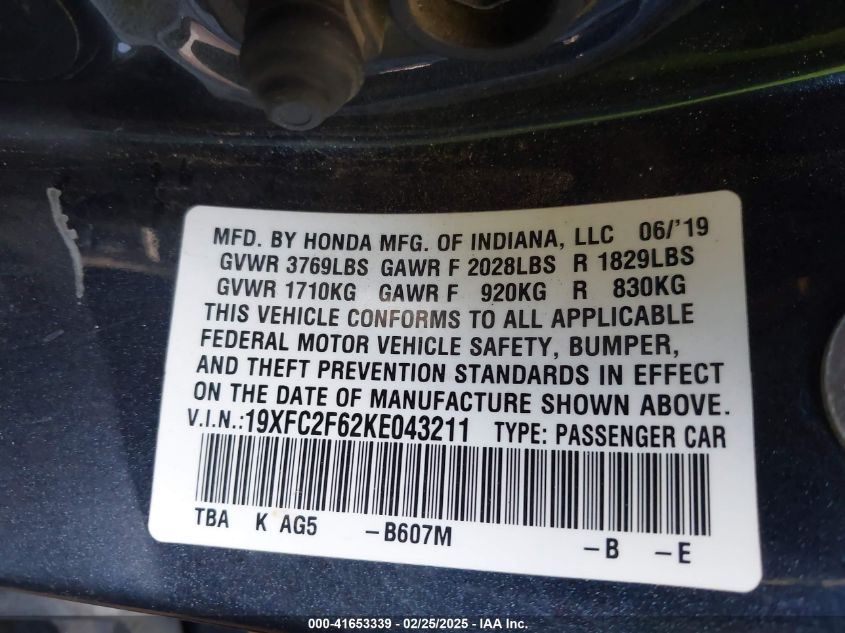 MFD. BY HONDA MFG. OF INDIANA, LLC 06/'19
GVWR 3769LBS GAWR F 2028LBS R 1829LBS
GVWR 1710KG GAWR F 920KG R 830KG
THIS VEHICLE CONFORMS TO ALL APPLICABLE
FEDERAL MOTOR VEHICLE SAFETY, BUMPER,
AND THEFT PREVENTION STANDARDS IN EFFECT
ON THE DATE OF MANUFACTURE SHOWN ABOVE.
V.I.N.:19XFC2F62KE043211 TYPE: PASSENGER CAR
TBA K AG5 –B607M –B –E
000-41653339 - 02/25/2025 - IAA Inc.